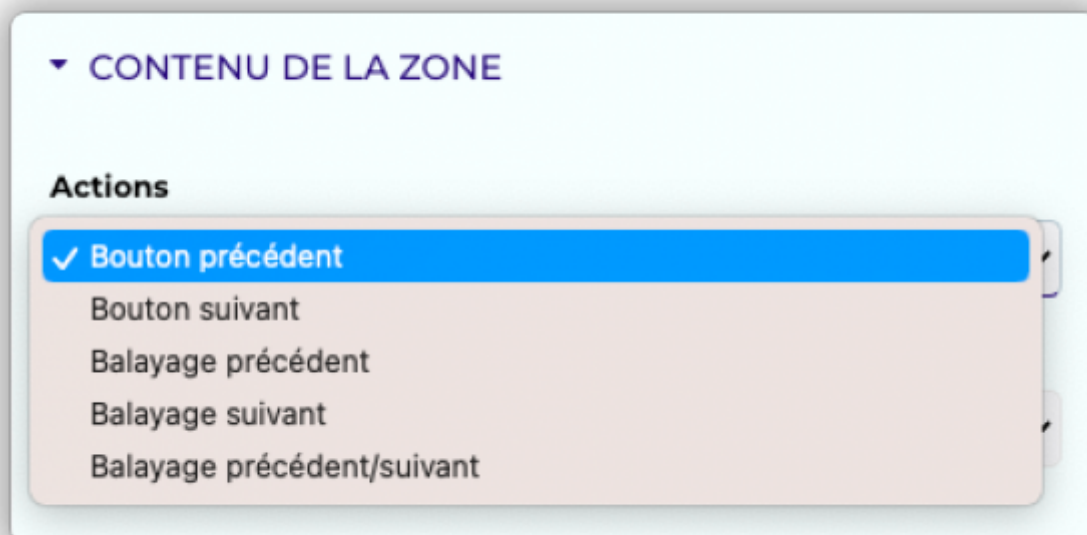 CONTENU DE LA ZONE
Actions
Bouton précédent
Bouton suivant
Balayage précédent
Balayage suivant
Balayage précédent/suivant